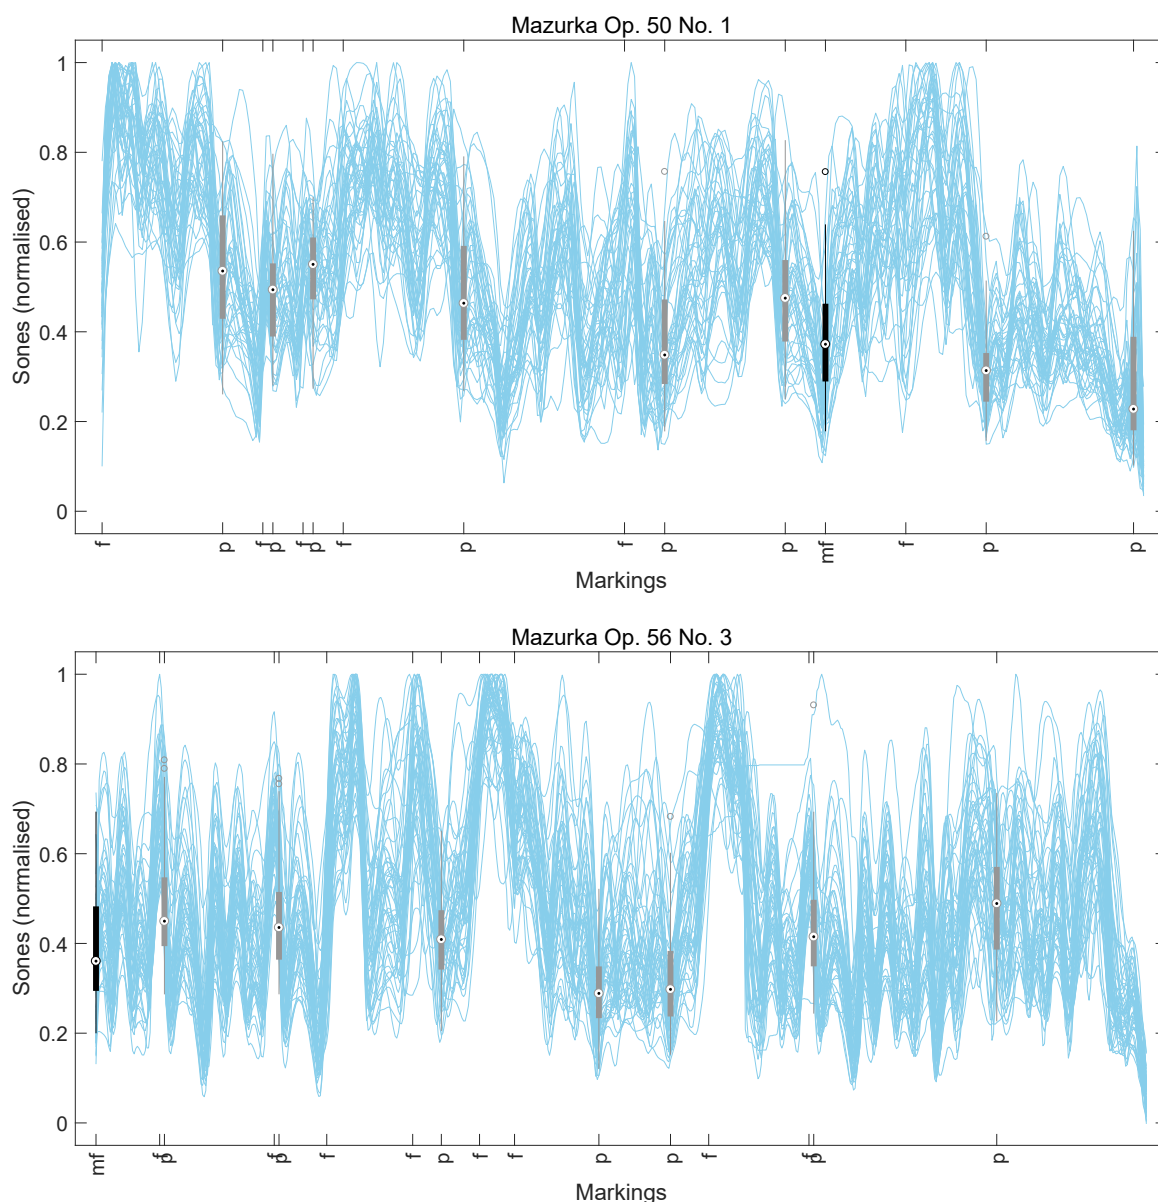 Mazurka Op. 50 No. 1
1
0.8
0.6
0.4
0.2
0
Sones (normalised)
f p f p f p f p f p p mf f p p
Markings
Mazurka Op. 56 No. 3
1
0.8
0.6
0.4
0.2
0
Sones (normalised)
mf f p f p f f p f f p p f f p p
Markings